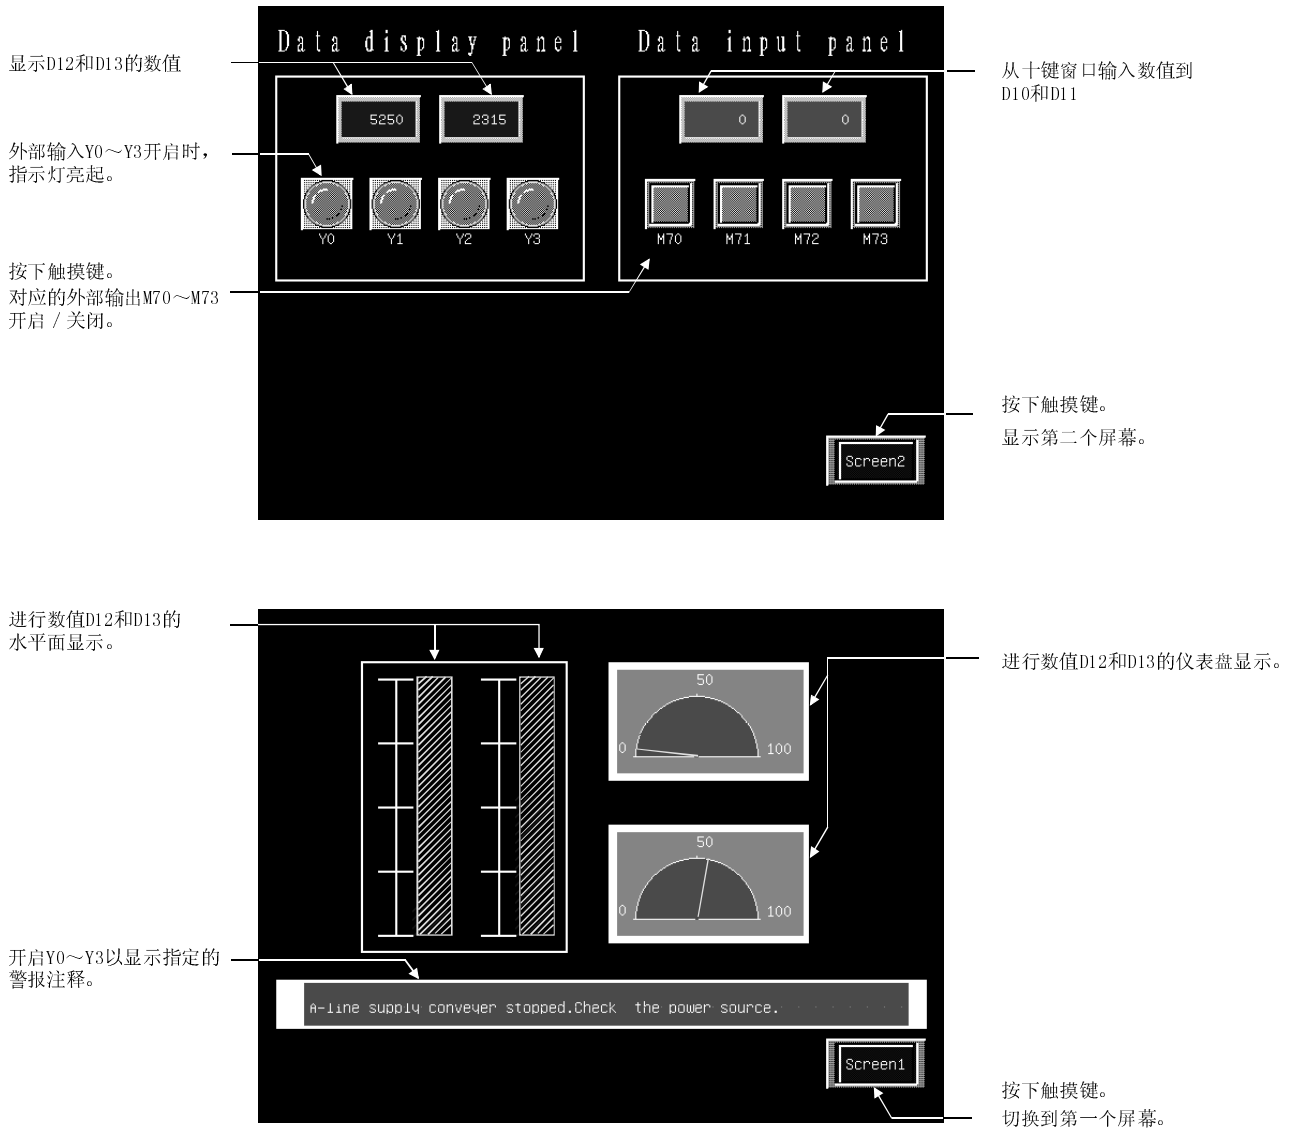 Data display panel
Data input panel
显示D12和D13的数值
从十键窗口输入数值到
D10和D11
5250
2315
0
0
外部输入Y0～Y3开启时，
指示灯亮起。
Y0
Y1
Y2
Y3
M70
M71
M72
M73
按下触摸键。
对应的外部输出M70～M73
开启／关闭。
按下触摸键。
显示第二个屏幕。
Screen2
进行数值D12和D13的
水平面显示。
进行数值D12和D13的仪表盘显示。
50
0
100
50
0
100
开启Y0～Y3以显示指定的
警报注释。
A-line supply conveyer stopped.Check  the power source.
Screen1
按下触摸键。
切换到第一个屏幕。